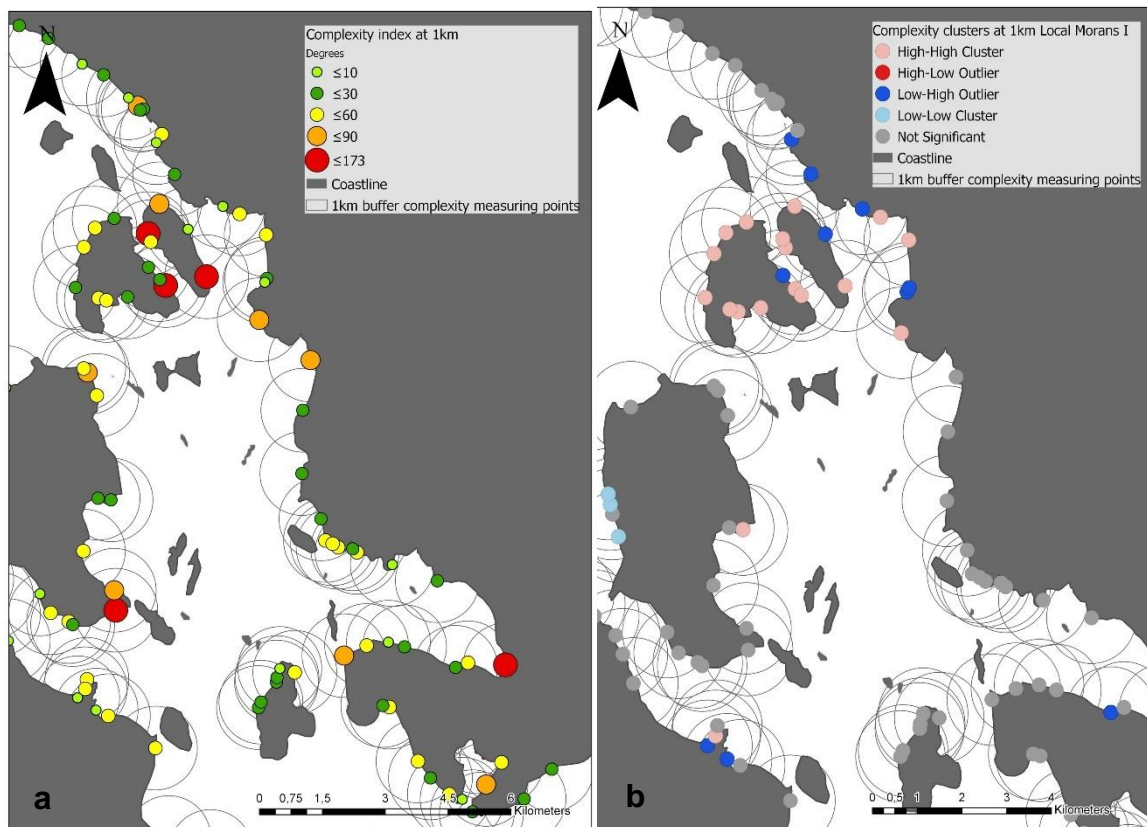 N
Complexity index at 1km
Degrees
≤10
≤30
≤60
≤90
≤173
Coastline
1km buffer complexity measuring points
a
0 0,75 1,5 3 4,5 6
Kilometers
N
Complexity clusters at 1km Local Morans I
High-High Cluster
High-Low Outlier
Low-High Outlier
Low-Low Cluster
Not Significant
Coastline
1km buffer complexity measuring points
b
0 0,5 1 2 3 4
Kilometers